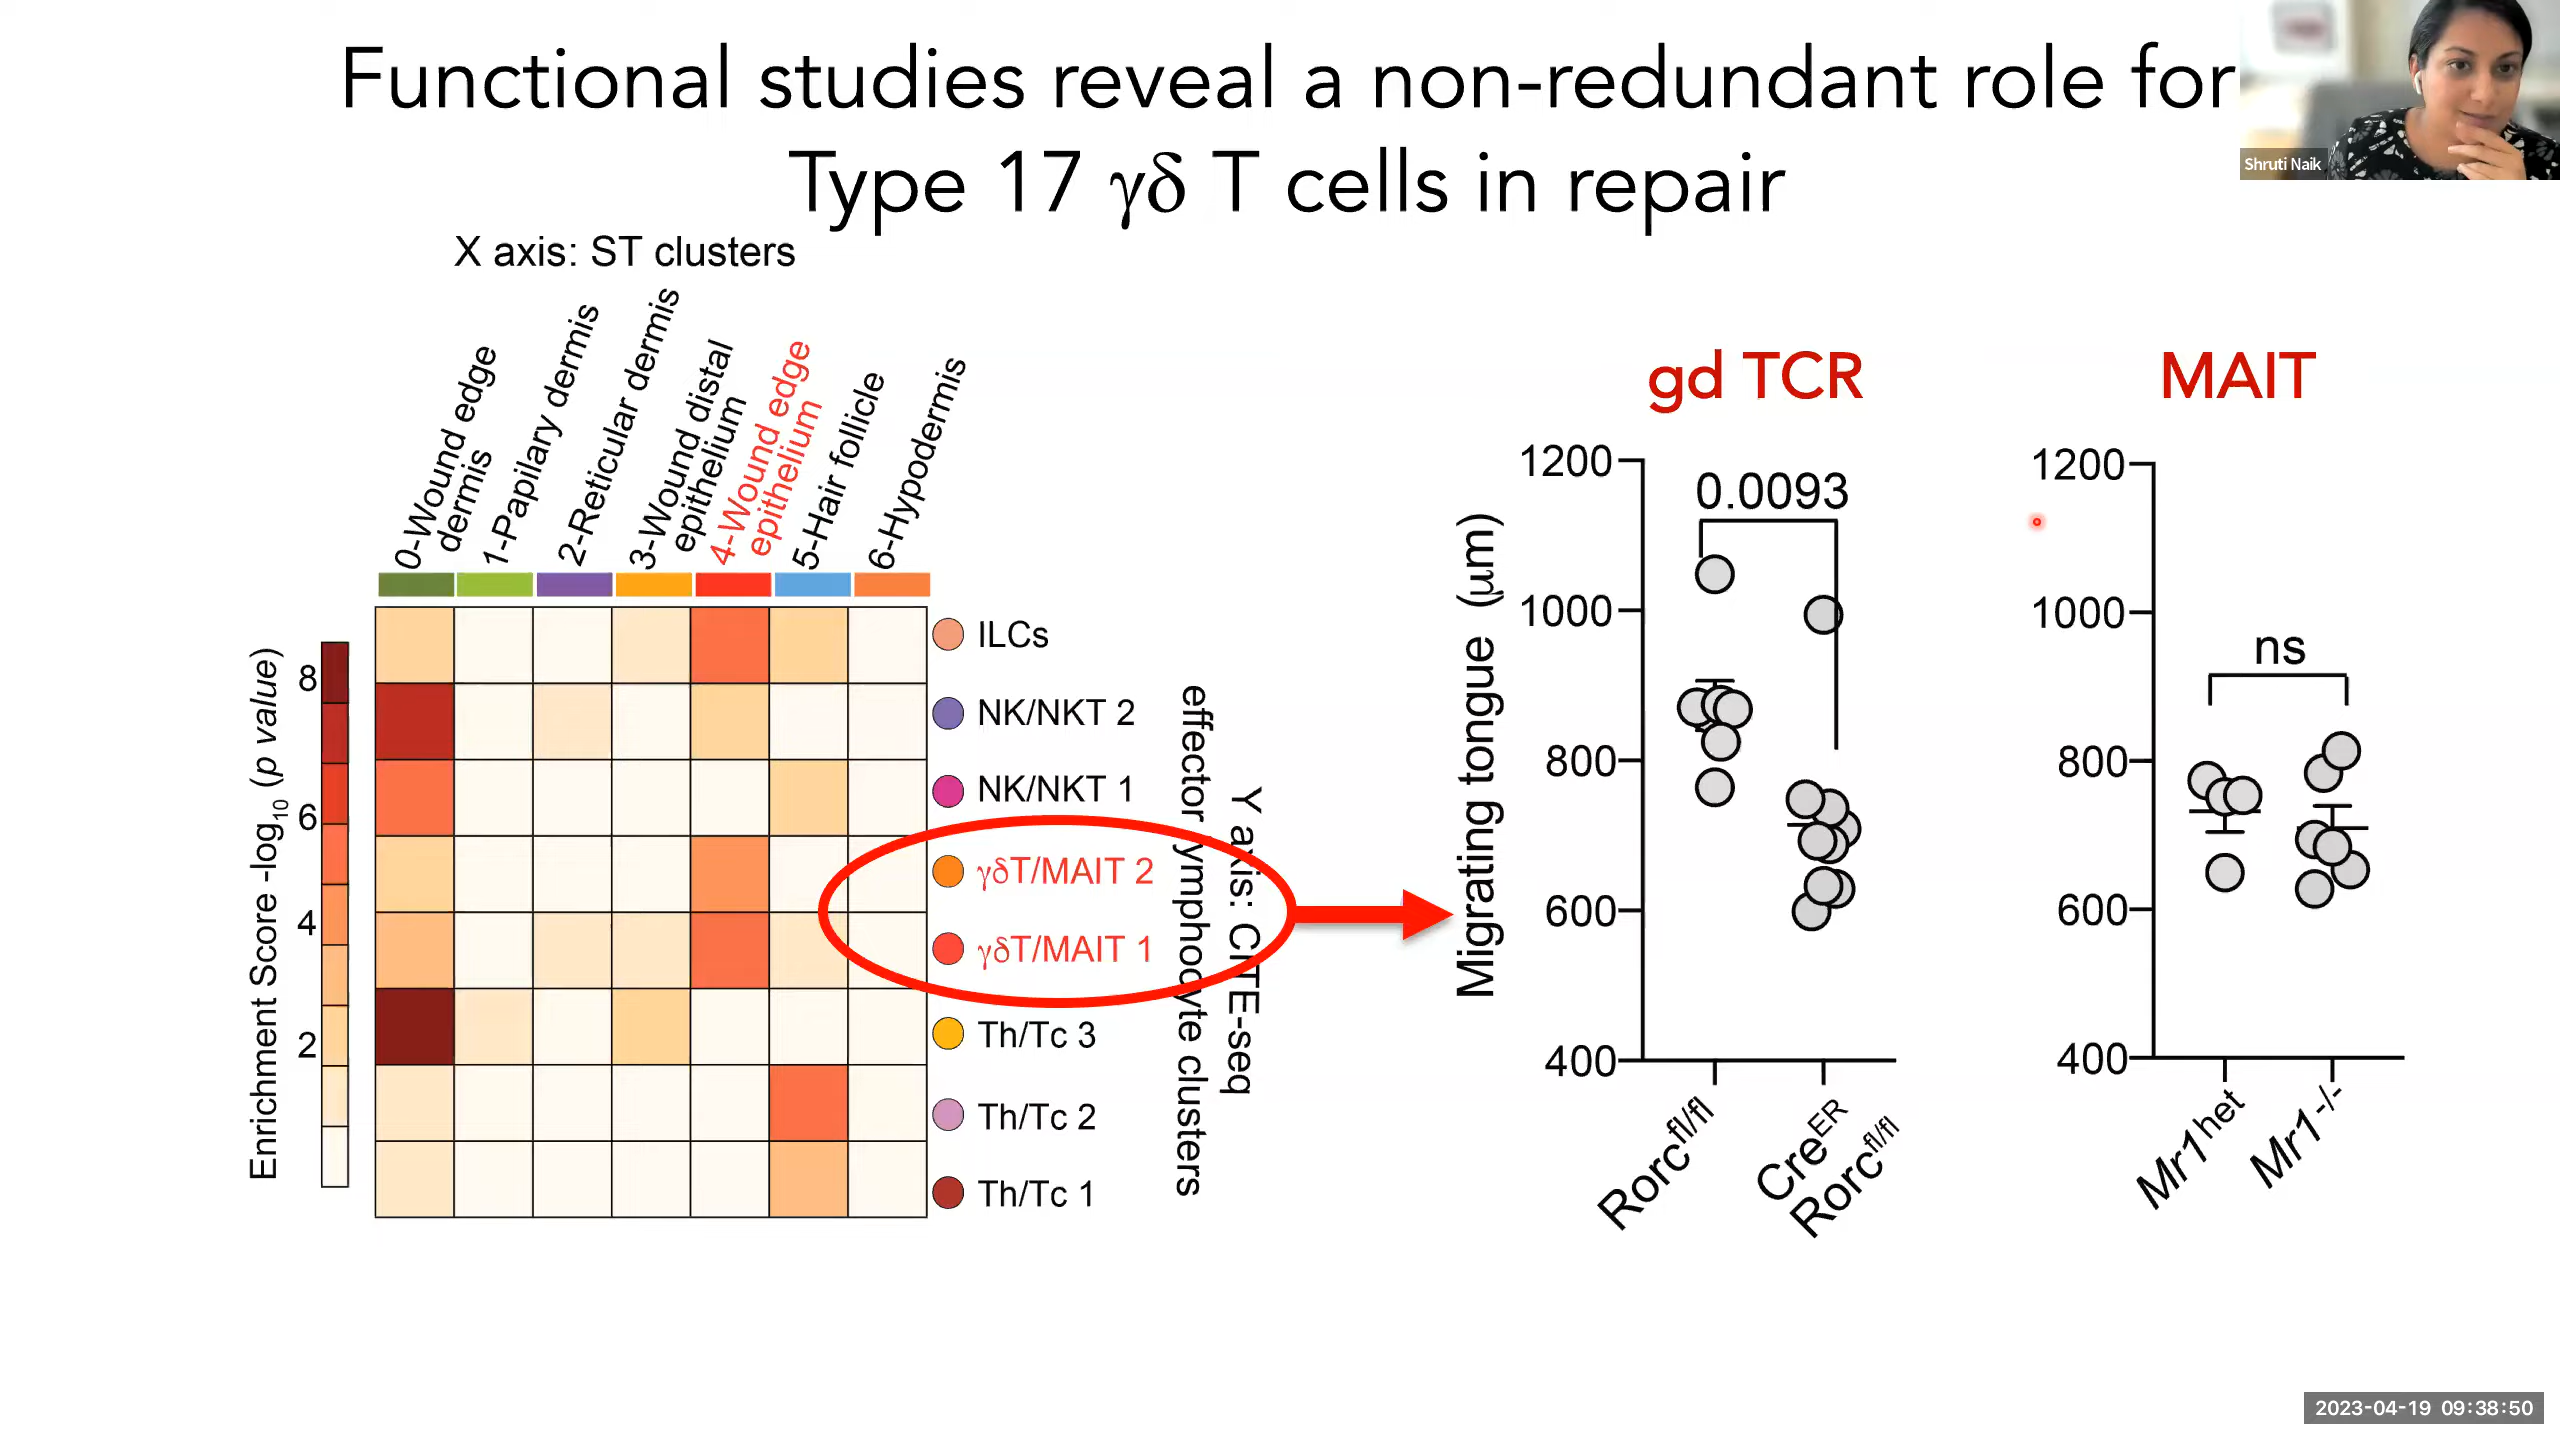 Functional studies reveal a non-redundant role for
Type 17 γδ T cells in repair
Shruti Naik
X axis: ST clusters
0-Wound edge
dermis
1-Papilary dermis
2-Reticular dermis
3-Wound distal
epithelium
4-Wound edge
epithelium
5-Hair follicle
6-Hypodermis
Enrichment Score -log10 (p value)
8
6
4
2
ILCs
NK/NKT 2
NK/NKT 1
γδT/MAIT 2
γδT/MAIT 1
Th/Tc 3
Th/Tc 2
Th/Tc 1
Y axis: CITE-seq
effector lymphocyte clusters
gd TCR
Migrating tongue (μm)
1200
1000
800
600
400
0.0093
Rorcfl/fl
CreER
Rorcfl/fl
MAIT
1200
1000
800
600
400
ns
Mr1het
Mr1-/-
2023-04-19 09:38:50